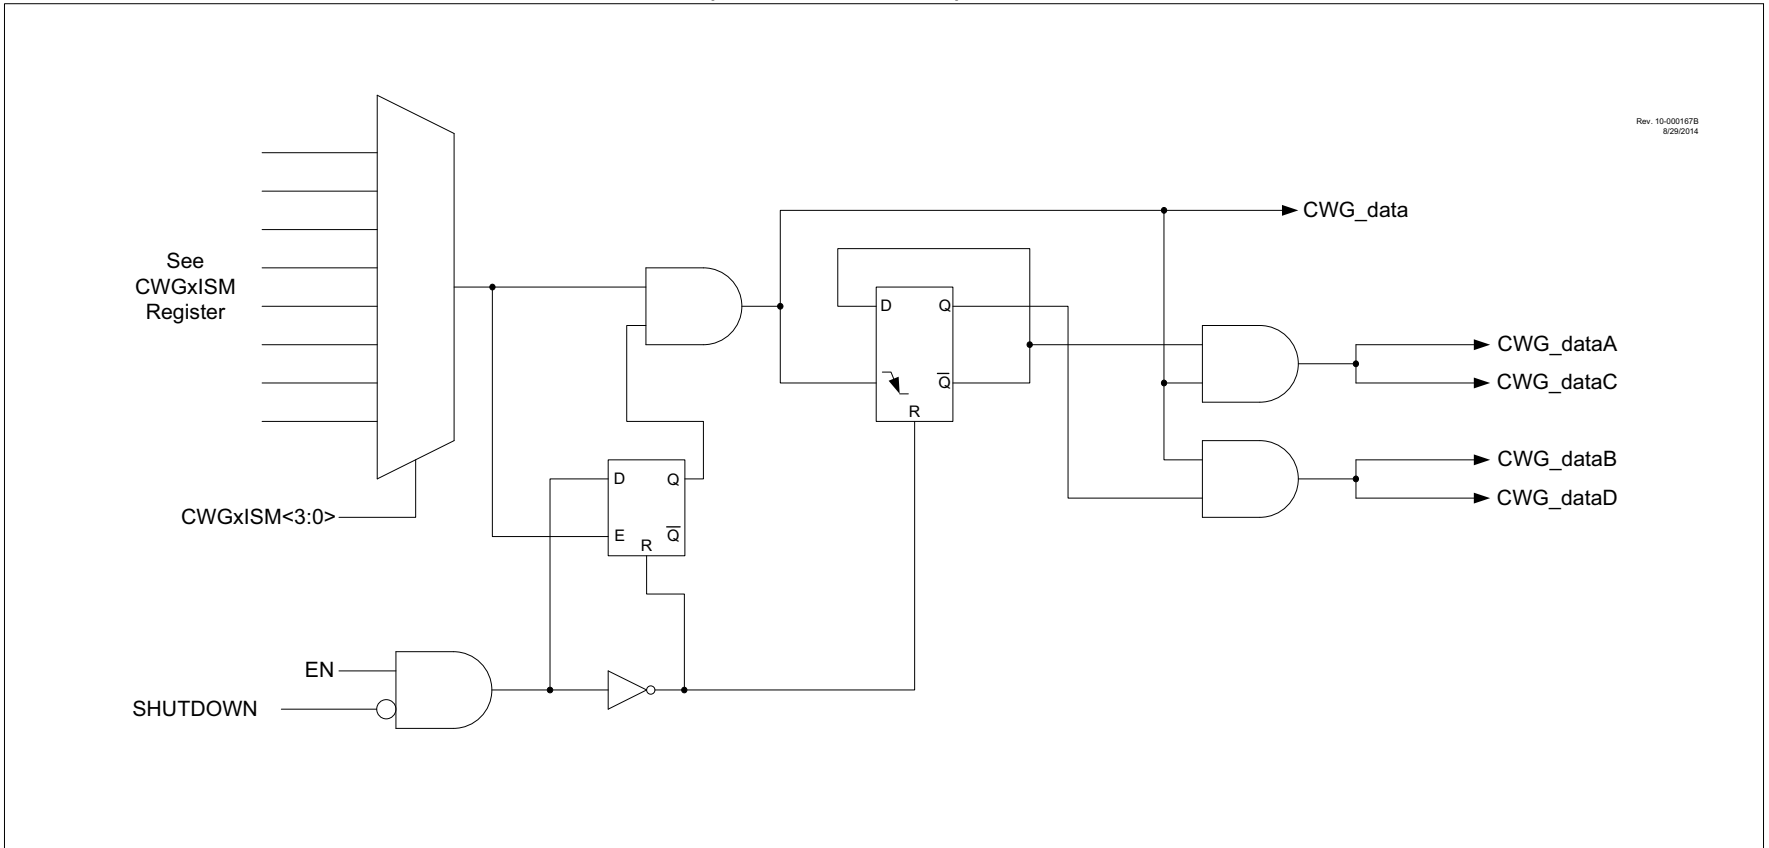 Rev. 10-000167B
8/29/2014
See
CWGxISM
Register
CWG_data
D Q
Q̅
R
CWG_dataA
CWG_dataC
CWG_dataB
CWG_dataD
D Q
E Q̅
R
CWGxISM<3:0>
EN
SHUTDOWN